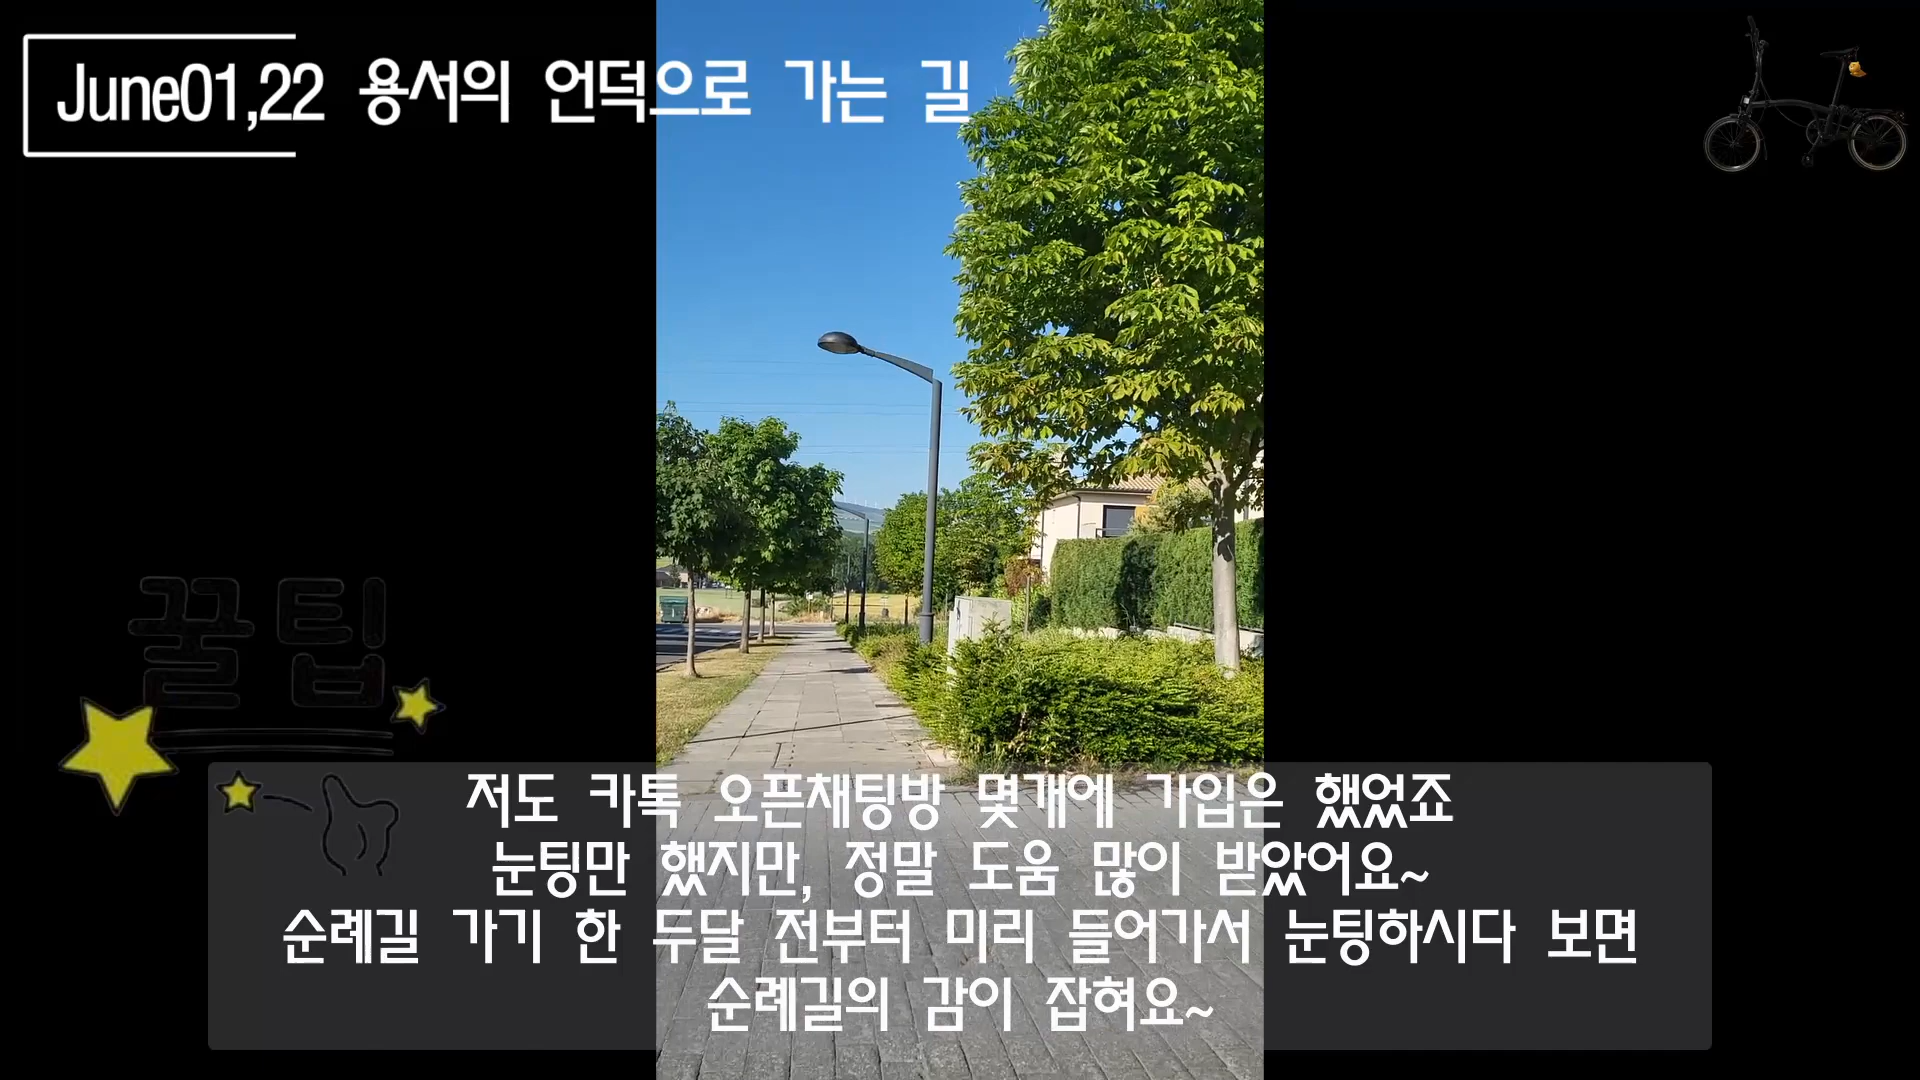 June01,22 용서의 언덕으로 가는 길
꿀팁
저도 카톡 오픈채팅방 몇개에 가입은 했었죠
눈팅만 했지만, 정말 도움 많이 받았어요~
순례길 가기 한 두달 전부터 미리 들어가서 눈팅하시다 보면
순례길의 감이 잡혀요~